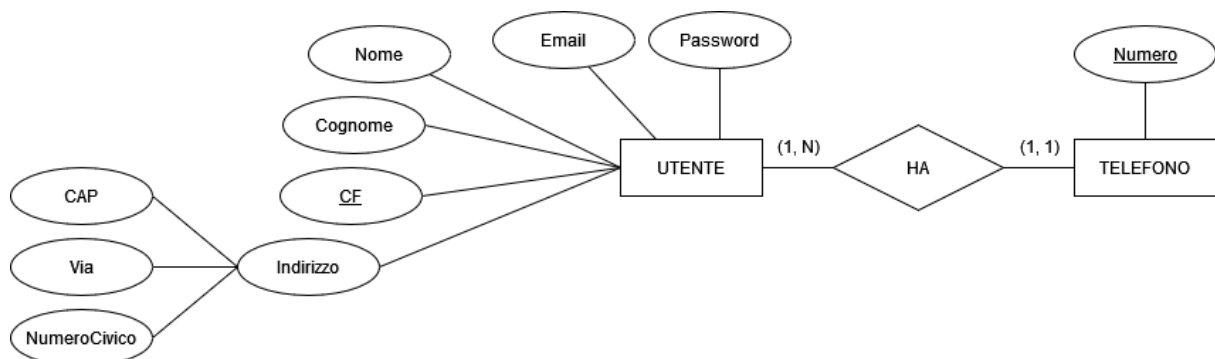 Email
Password
Numero
Nome
Cognome
CF
Indirizzo
CAP
Via
NumeroCivico
UTENTE
(1, N)
HA
(1, 1)
TELEFONO